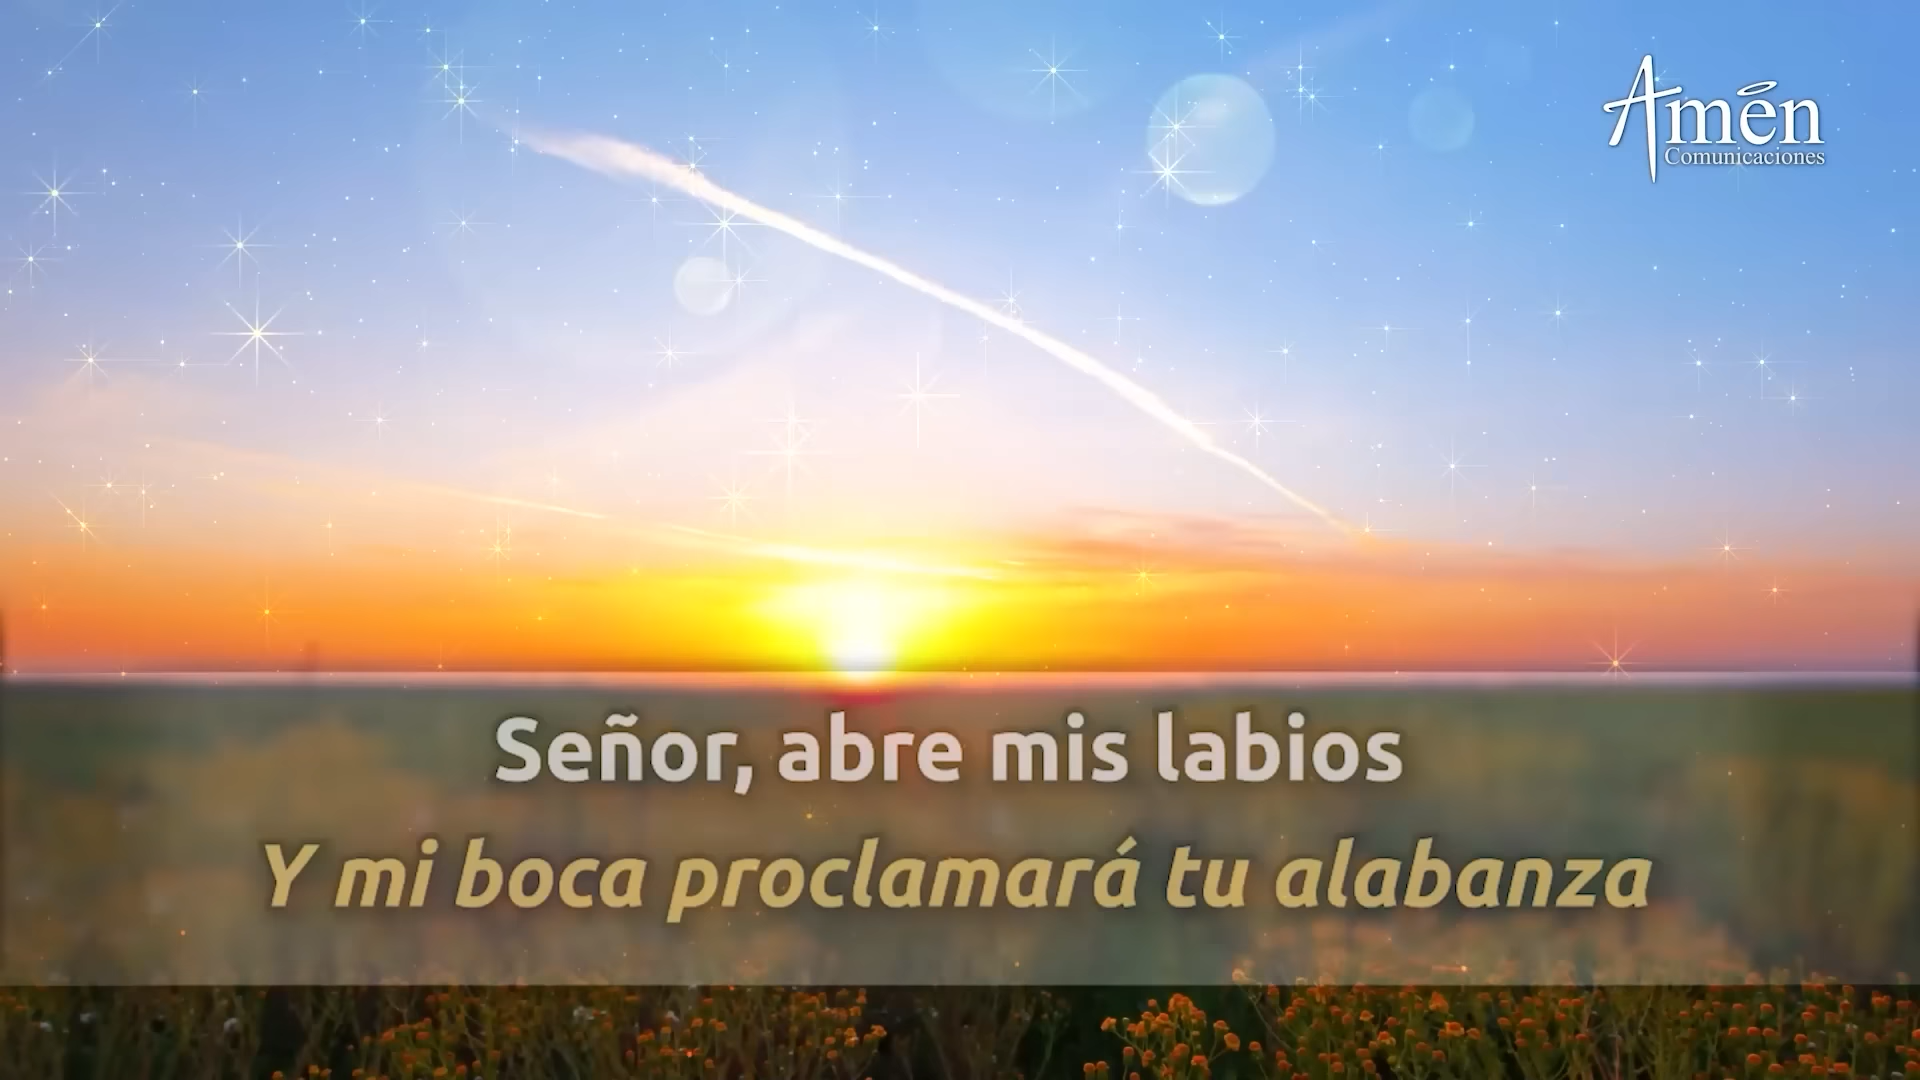 Amén
Comunicaciones
Señor, abre mis labios
Y mi boca proclamará tu alabanza